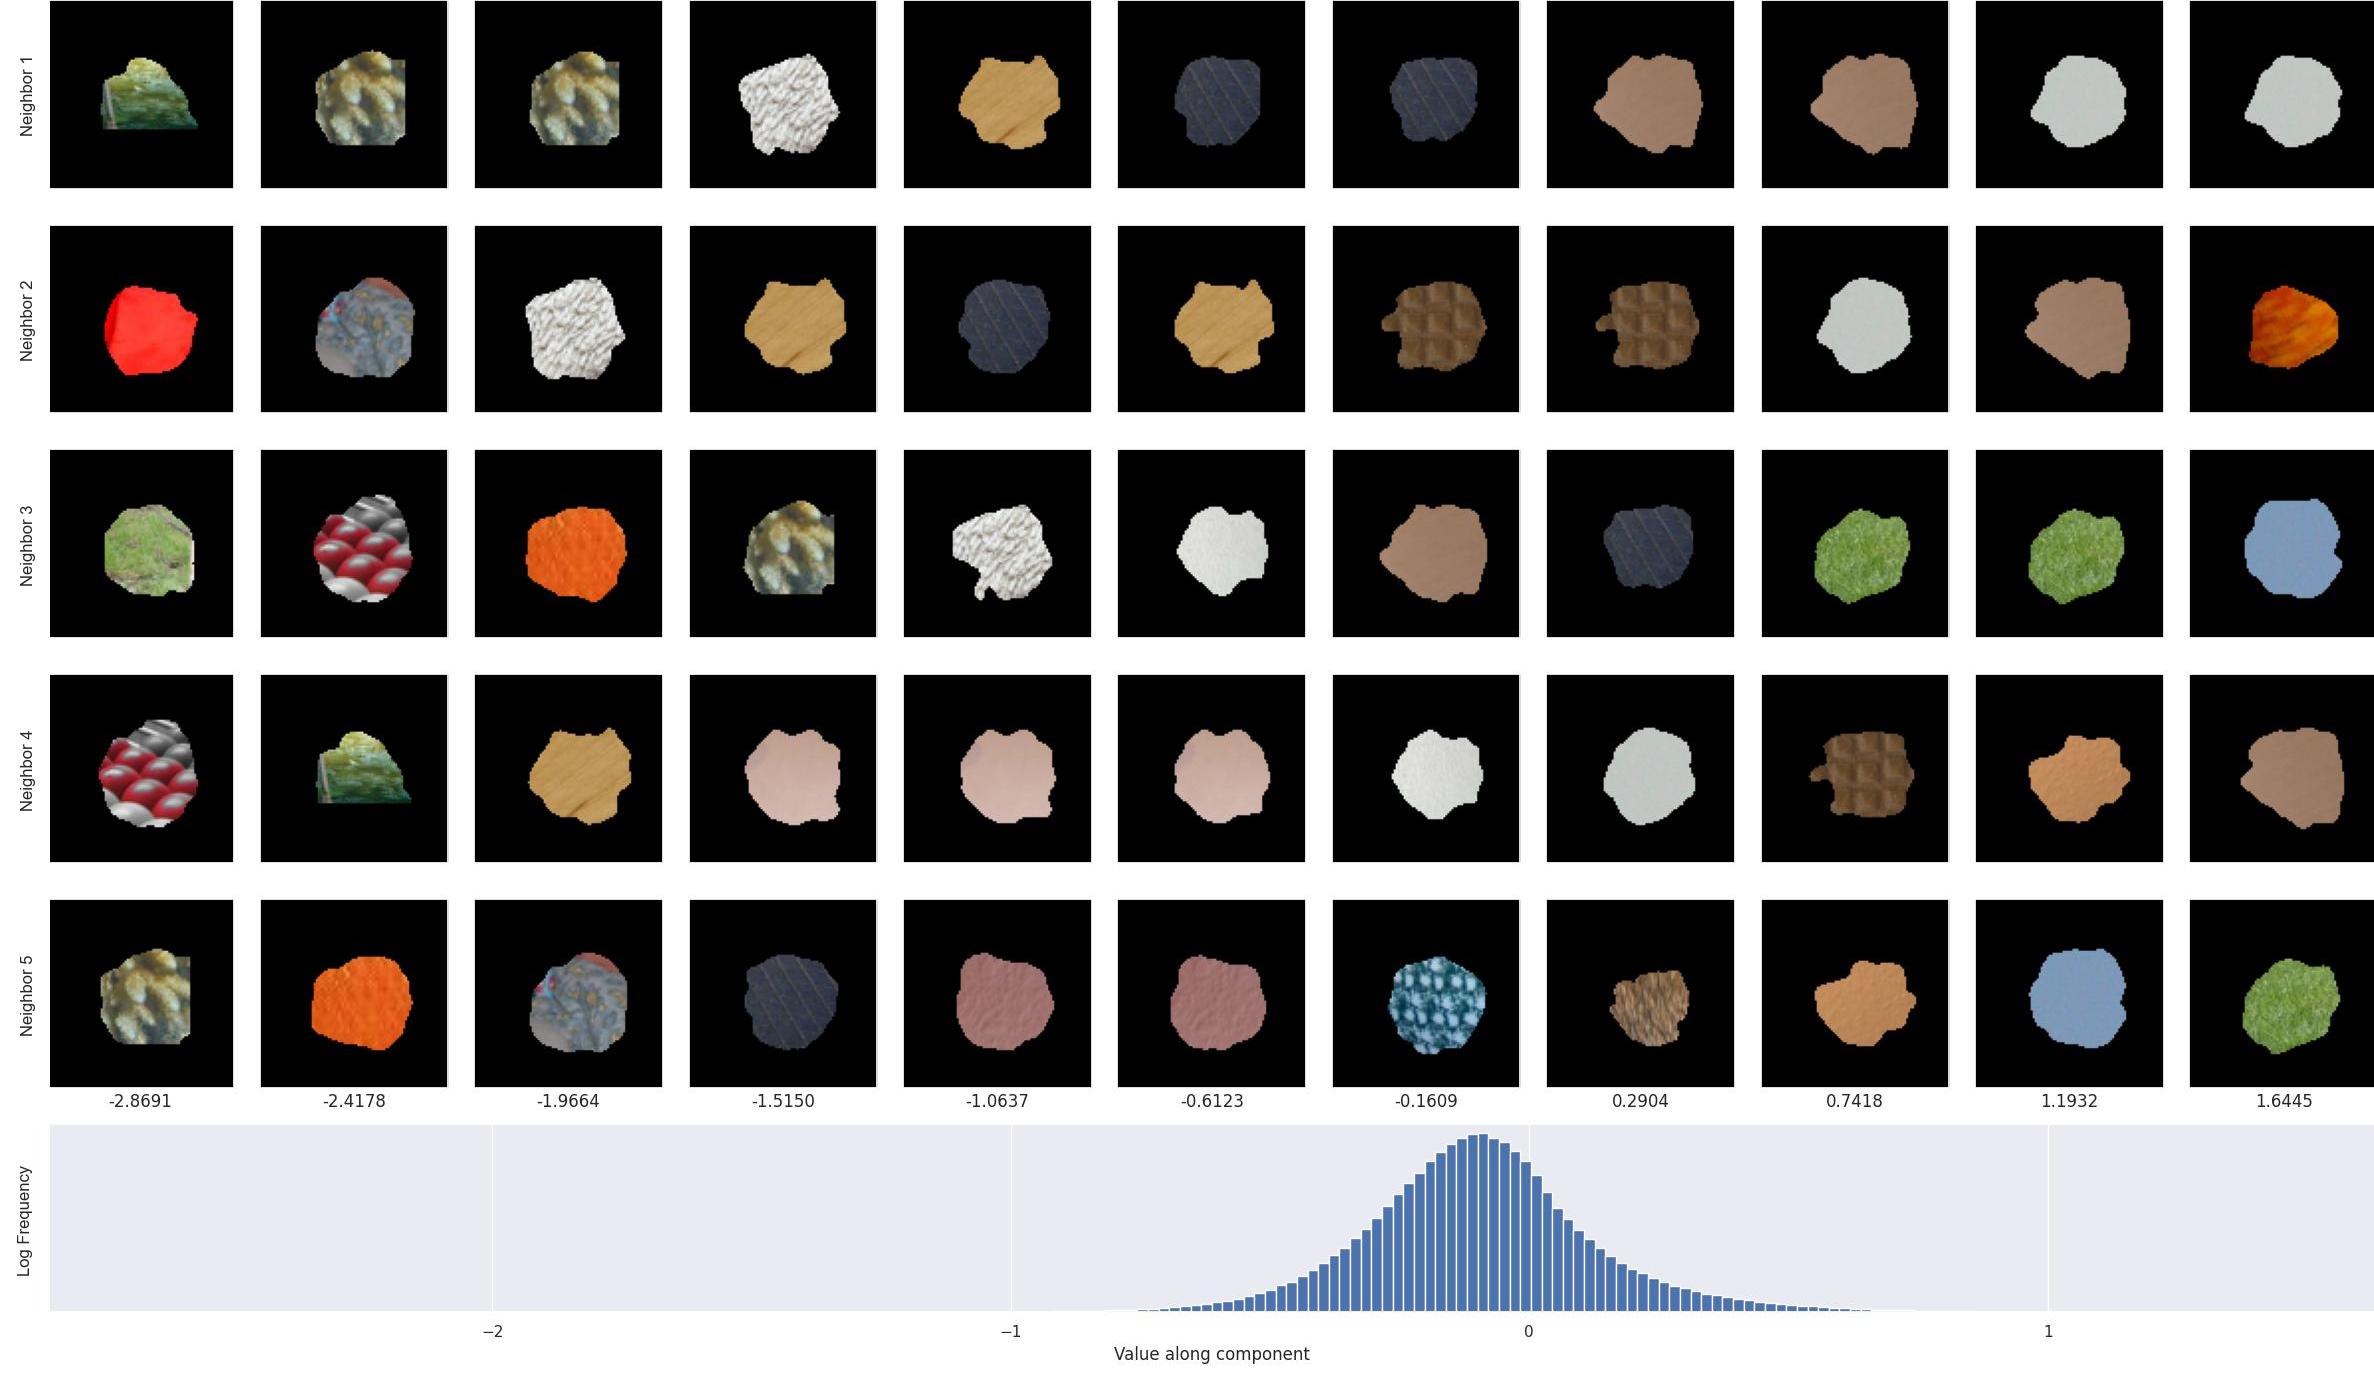 Neighbor 1
Neighbor 2
Neighbor 3
Neighbor 4
Neighbor 5
-2.8691 -2.4178 -1.9664 -1.5150 -1.0637 -0.6123 -0.1609 0.2904 0.7418 1.1932 1.6445
Log Frequency
−2 −1 0 1
Value along component